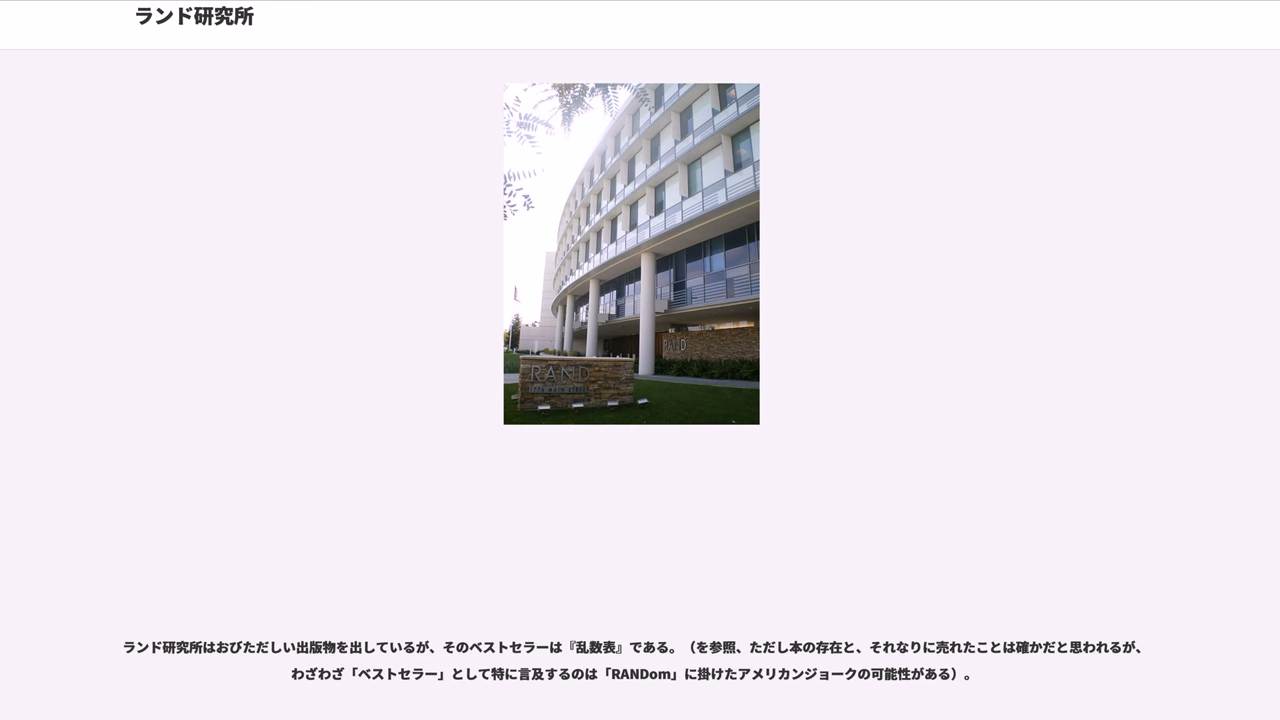 ランド研究所
RAND
RAND
1776 MAIN STREET
ランド研究所はおびただしい出版物を出しているが、そのベストセラーは『乱数表』である。（を参照、ただし本の存在と、それなりに売れたことは確かだと思われるが、
わざわざ「ベストセラー」として特に言及するのは「RANDom」に掛けたアメリカンジョークの可能性がある）。